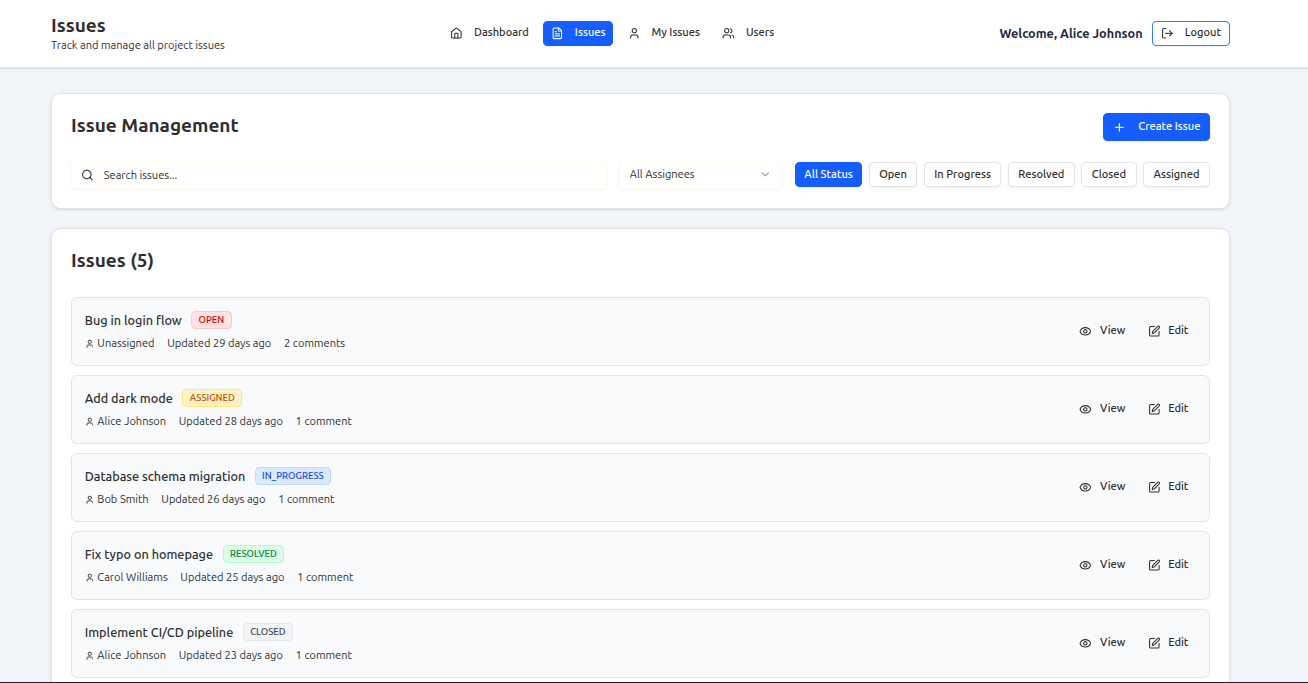 Issues
Track and manage all project issues
Dashboard
Issues
My Issues
Users
Welcome, Alice Johnson
Logout
Issue Management
Create Issue
Search issues...
All Assignees
All Status
Open
In Progress
Resolved
Closed
Assigned
Issues (5)
Bug in login flow OPEN
Unassigned Updated 29 days ago 2 comments
View Edit
Add dark mode ASSIGNED
Alice Johnson Updated 28 days ago 1 comment
View Edit
Database schema migration IN_PROGRESS
Bob Smith Updated 26 days ago 1 comment
View Edit
Fix typo on homepage RESOLVED
Carol Williams Updated 25 days ago 1 comment
View Edit
Implement CI/CD pipeline CLOSED
Alice Johnson Updated 23 days ago 1 comment
View Edit